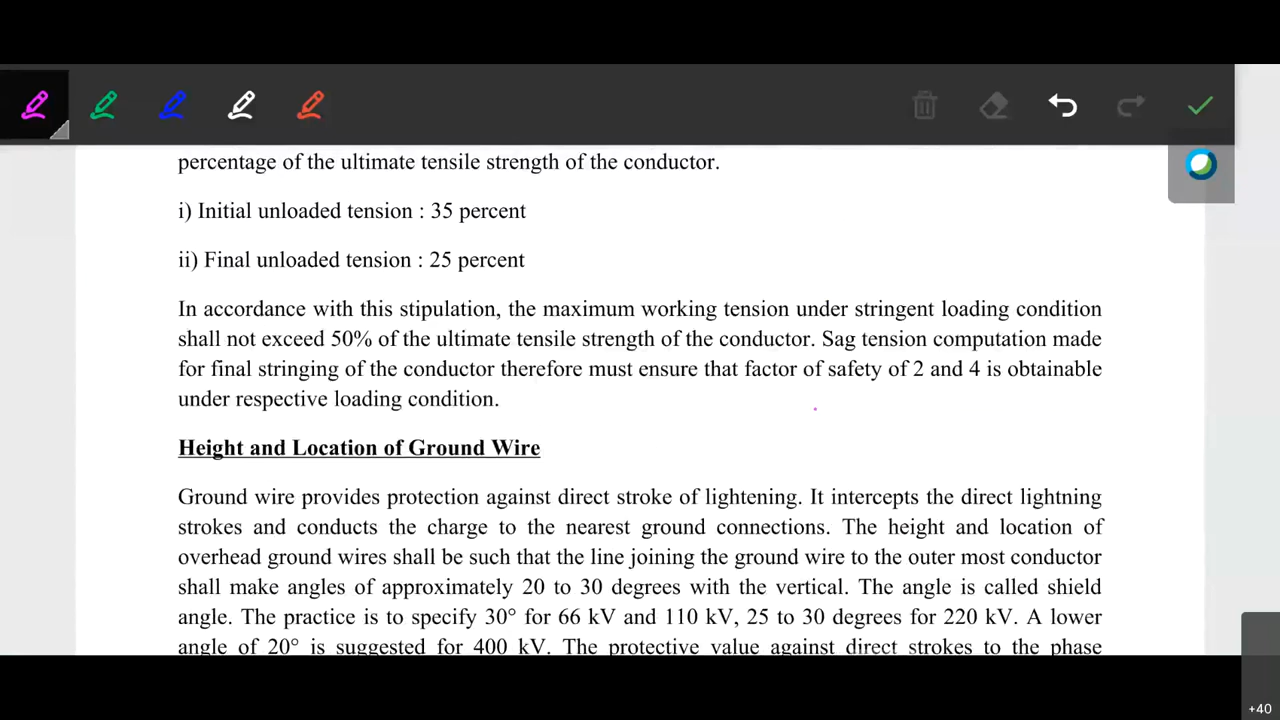 percentage of the ultimate tensile strength of the conductor.
i) Initial unloaded tension : 35 percent
ii) Final unloaded tension : 25 percent
In accordance with this stipulation, the maximum working tension under stringent loading condition
shall not exceed 50% of the ultimate tensile strength of the conductor. Sag tension computation made
for final stringing of the conductor therefore must ensure that factor of safety of 2 and 4 is obtainable
under respective loading condition.
Height and Location of Ground Wire
Ground wire provides protection against direct stroke of lightening. It intercepts the direct lightning
strokes and conducts the charge to the nearest ground connections. The height and location of
overhead ground wires shall be such that the line joining the ground wire to the outer most conductor
shall make angles of approximately 20 to 30 degrees with the vertical. The angle is called shield
angle. The practice is to specify 30° for 66 kV and 110 kV, 25 to 30 degrees for 220 kV. A lower
angle of 20° is suggested for 400 kV. The protective value against direct strokes to the phase
+40